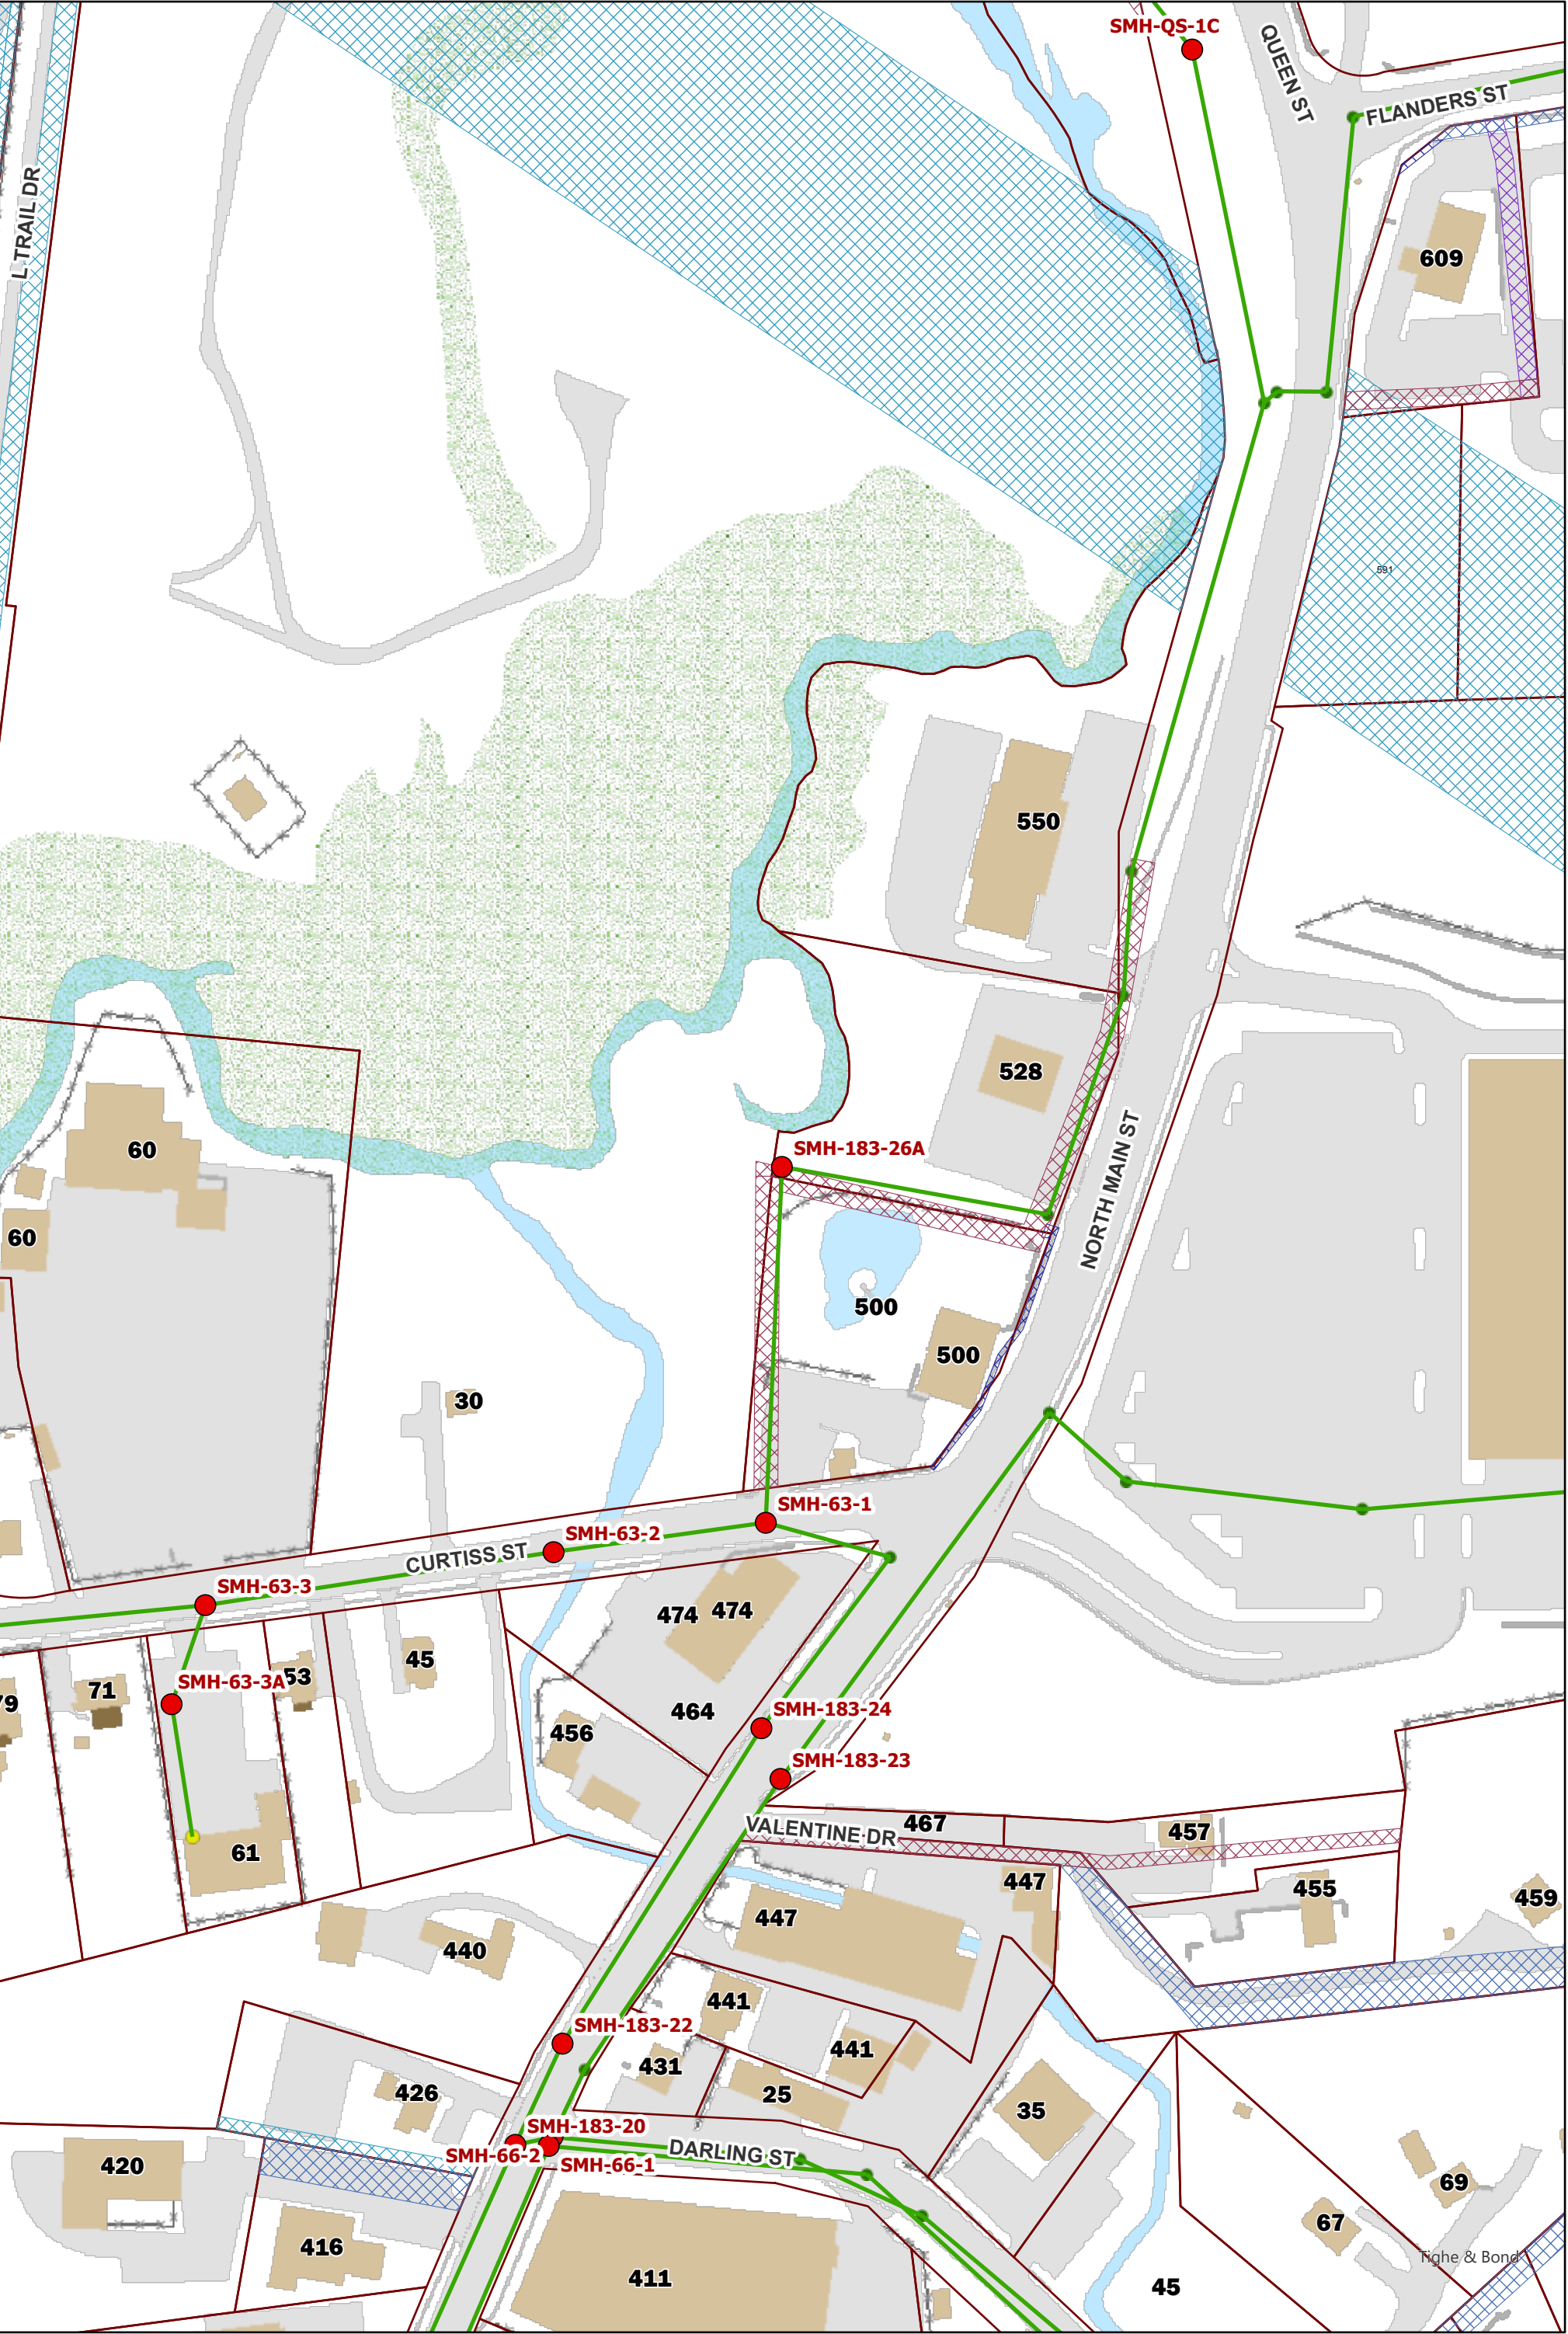 SMH-QS-1C
QUEEN ST
FLANDERS ST
L TRAIL DR
609
591
550
528
NORTH MAIN ST
60
SMH-183-26A
60
500
500
30
SMH-63-1
SMH-63-2
CURTISS ST
SMH-63-3
474 474
45
SMH-63-3A
53
71
79
464
SMH-183-24
456
SMH-183-23
467
VALENTINE DR
457
61
447
455
459
447
440
441
SMH-183-22
441
431
426
25
35
SMH-183-20
DARLING ST
SMH-66-2
SMH-66-1
420
69
67
416
Tighe & Bond
411
45